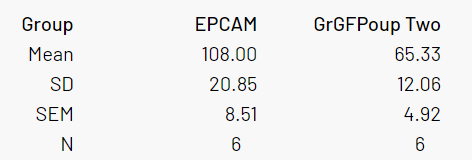 Group EPCAM GrGFPoup Two
Mean 108.00 65.33
SD 20.85 12.06
SEM 8.51 4.92
N 6 6